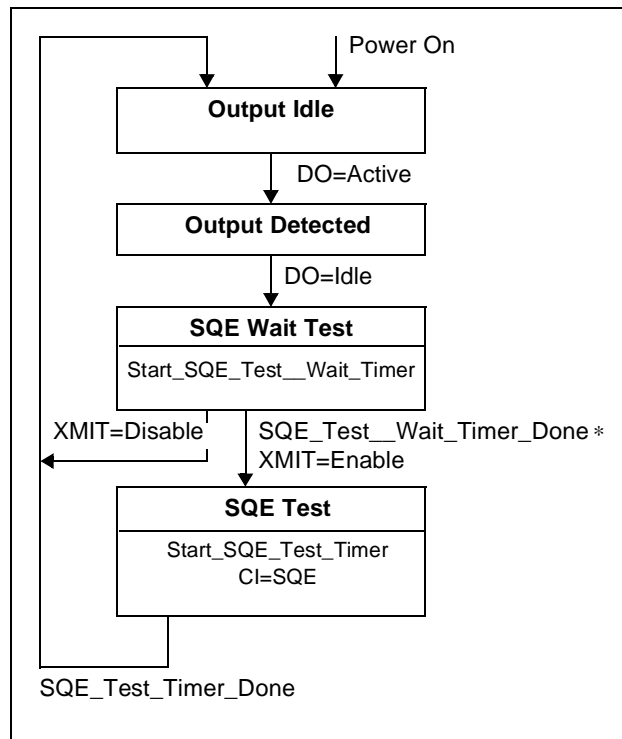 Power On
Output Idle
DO=Active
Output Detected
DO=Idle
SQE Wait Test
Start_SQE_Test__Wait_Timer
XMIT=Disable
SQE_Test__Wait_Timer_Done *
XMIT=Enable
SQE Test
Start_SQE_Test_Timer
CI=SQE
SQE_Test_Timer_Done